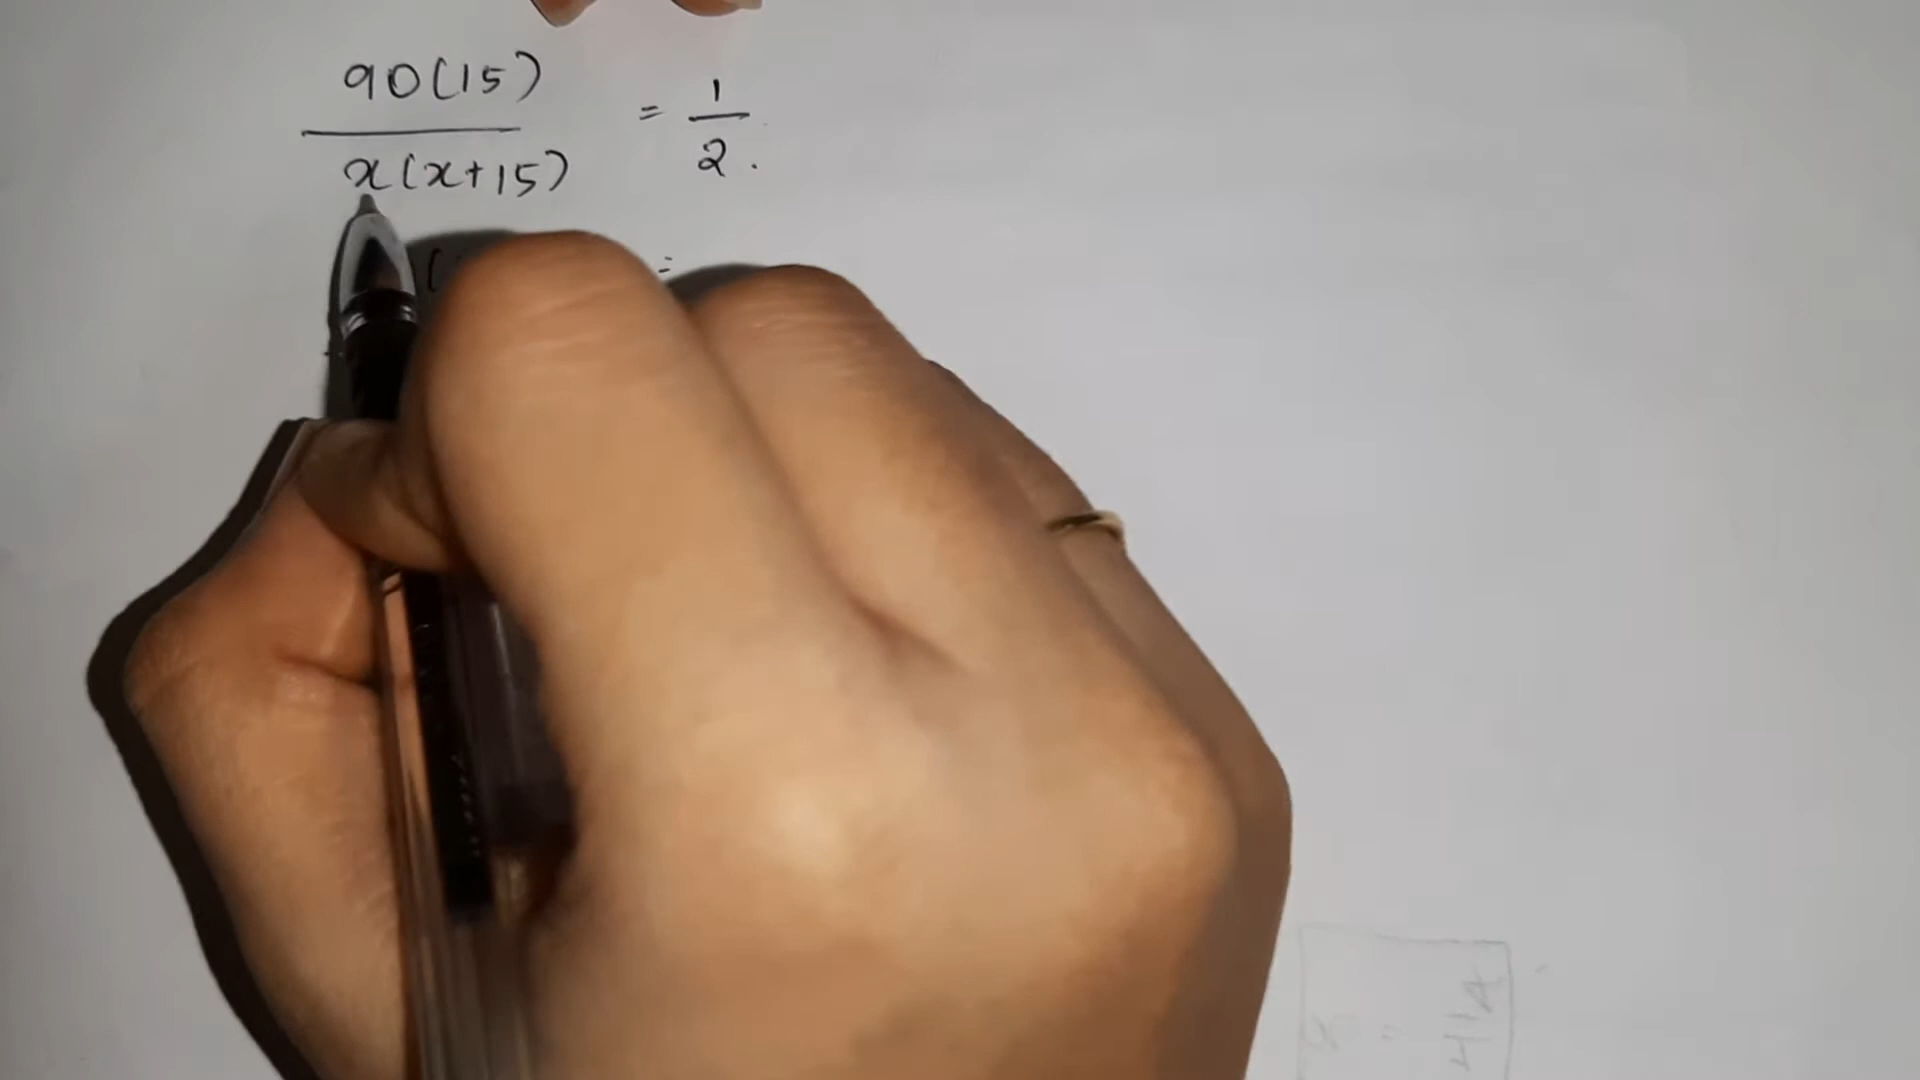 90(15)
―――― = 1/2.
x(x+15)
( =